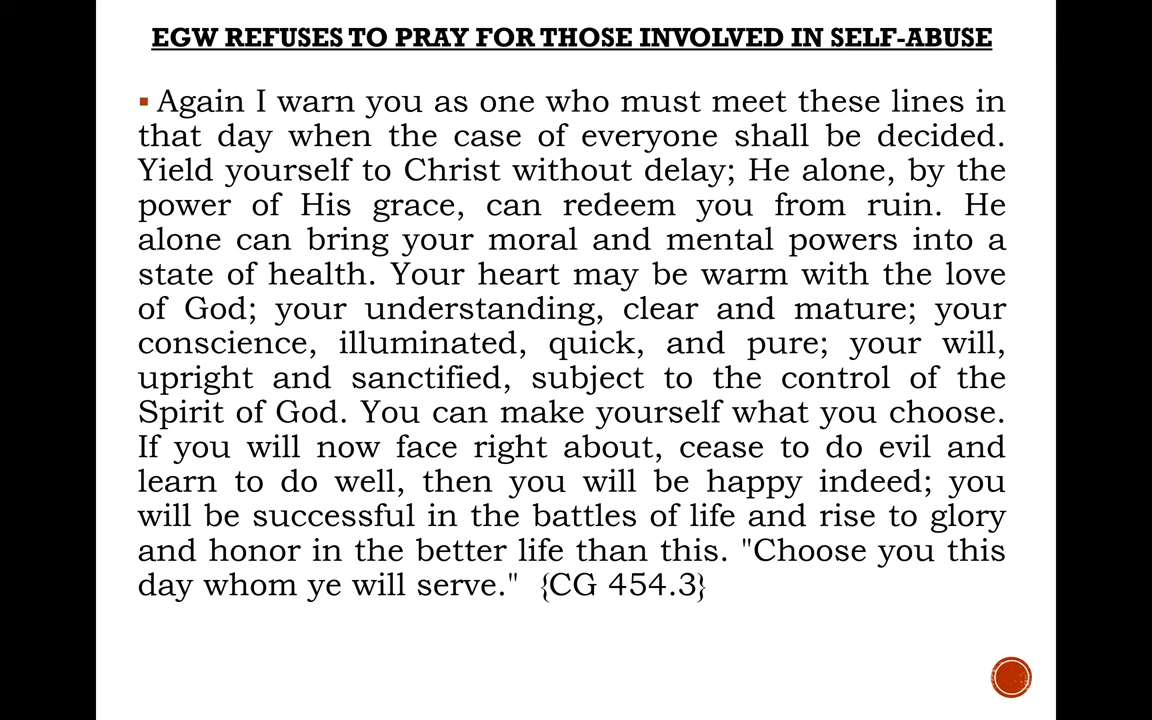 EGW REFUSES TO PRAY FOR THOSE INVOLVED IN SELF-ABUSE
▪ Again I warn you as one who must meet these lines in
that day when the case of everyone shall be decided.
Yield yourself to Christ without delay; He alone, by the
power of His grace, can redeem you from ruin. He
alone can bring your moral and mental powers into a
state of health. Your heart may be warm with the love
of God; your understanding, clear and mature; your
conscience, illuminated, quick, and pure; your will,
upright and sanctified, subject to the control of the
Spirit of God. You can make yourself what you choose.
If you will now face right about, cease to do evil and
learn to do well, then you will be happy indeed; you
will be successful in the battles of life and rise to glory
and honor in the better life than this. "Choose you this
day whom ye will serve."  {CG 454.3}